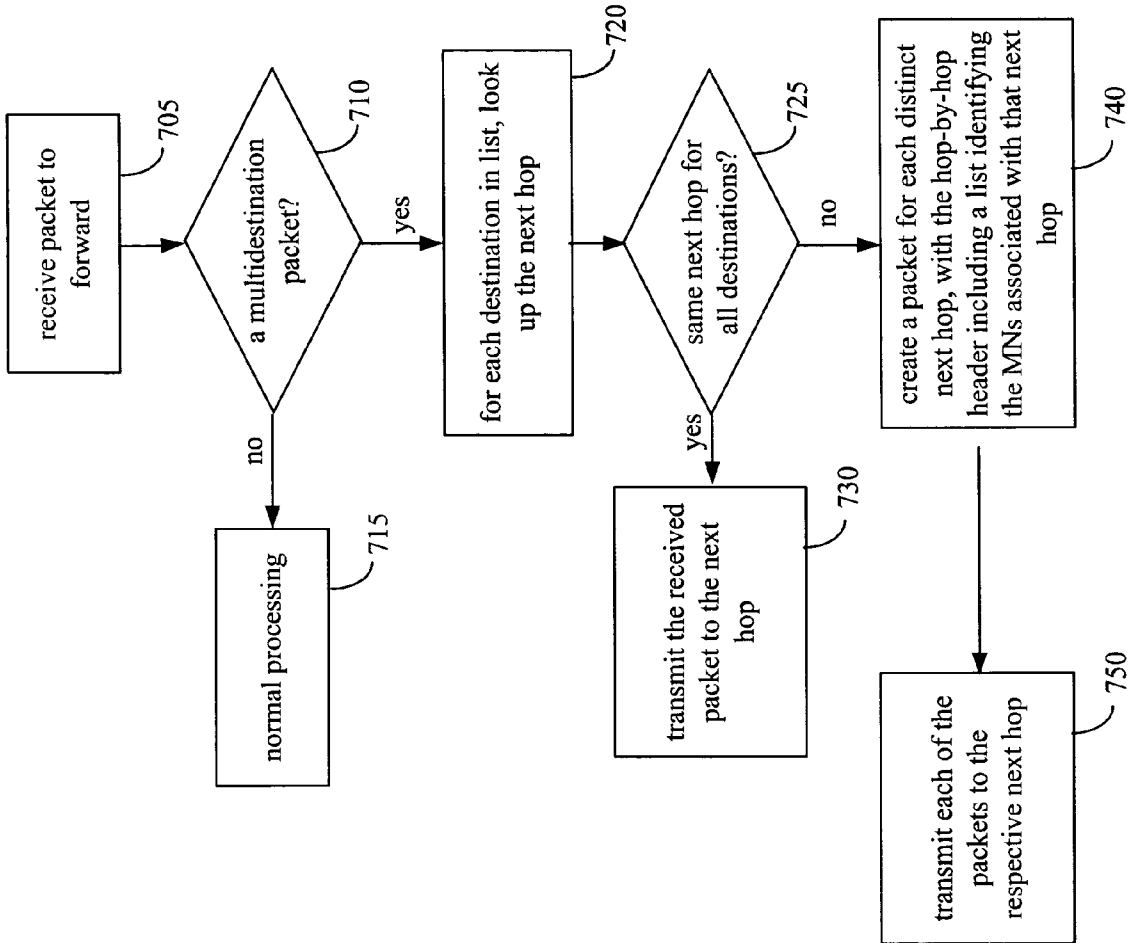 receive packet to
forward
705
a multidestination
packet?
710
no
yes
normal processing
715
for each destination in list, look
up the next hop
720
same next hop for
all destinations?
725
yes
no
transmit the received
packet to the next
hop
730
create a packet for each distinct
next hop, with the hop-by-hop
header including a list identifying
the MNs associated with that next
hop
740
transmit each of the
packets to the
respective next hop
750